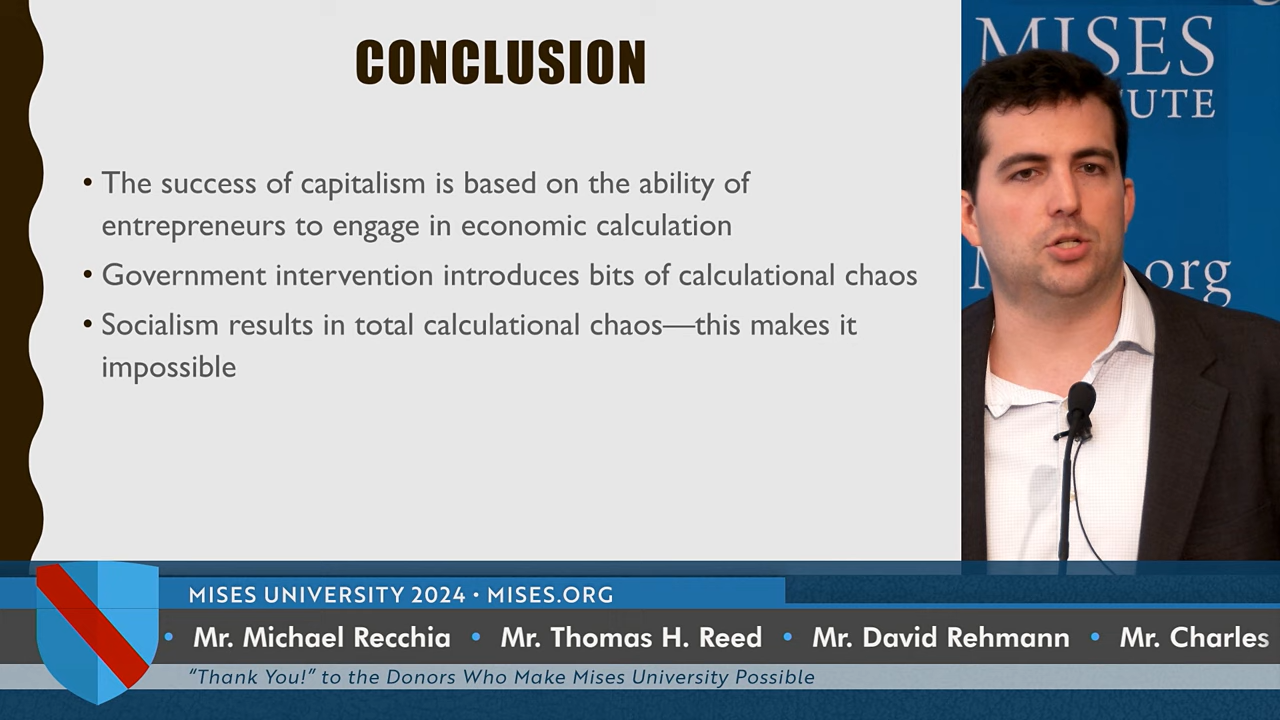 CONCLUSION
• The success of capitalism is based on the ability of
entrepreneurs to engage in economic calculation
• Government intervention introduces bits of calculational chaos
• Socialism results in total calculational chaos—this makes it
impossible
MISES
UTE
.org
MISES UNIVERSITY 2024 • MISES.ORG
• Mr. Michael Recchia • Mr. Thomas H. Reed • Mr. David Rehmann • Mr. Charles
“Thank You!” to the Donors Who Make Mises University Possible